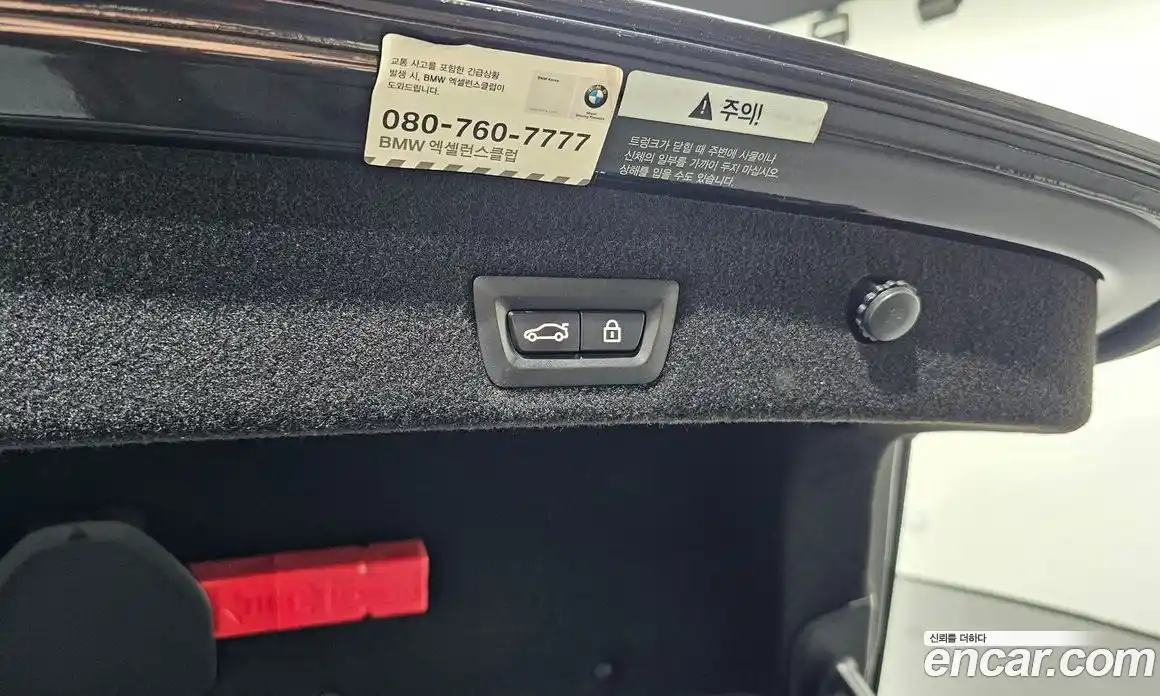 교통 사고를 포함한 긴급상황
발생 시, BMW 엑셀런스클럽이
도와드립니다.
BMW Korea
080-760-7777
BMW 엑셀런스클럽
주의!
트렁크가 닫힐 때 주변에 사물이나
신체의 일부를 가까이 두지 마십시오.
상해를 입을 수도 있습니다.
신뢰를 더하다
encar.com